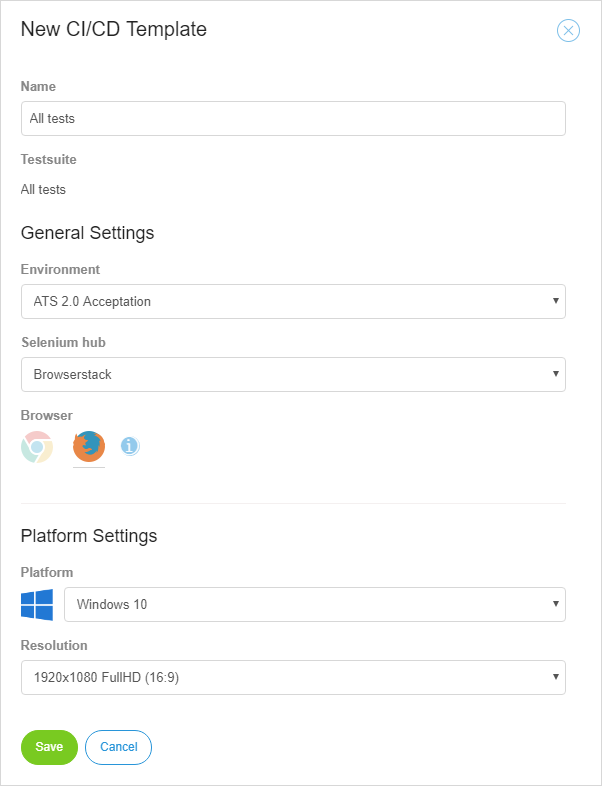 New CI/CD Template
Name
All tests
Testsuite
All tests
General Settings
Environment
ATS 2.0 Acceptation
Selenium hub
Browserstack
Browser
Platform Settings
Platform
Windows 10
Resolution
1920x1080 FullHD (16:9)
Save Cancel